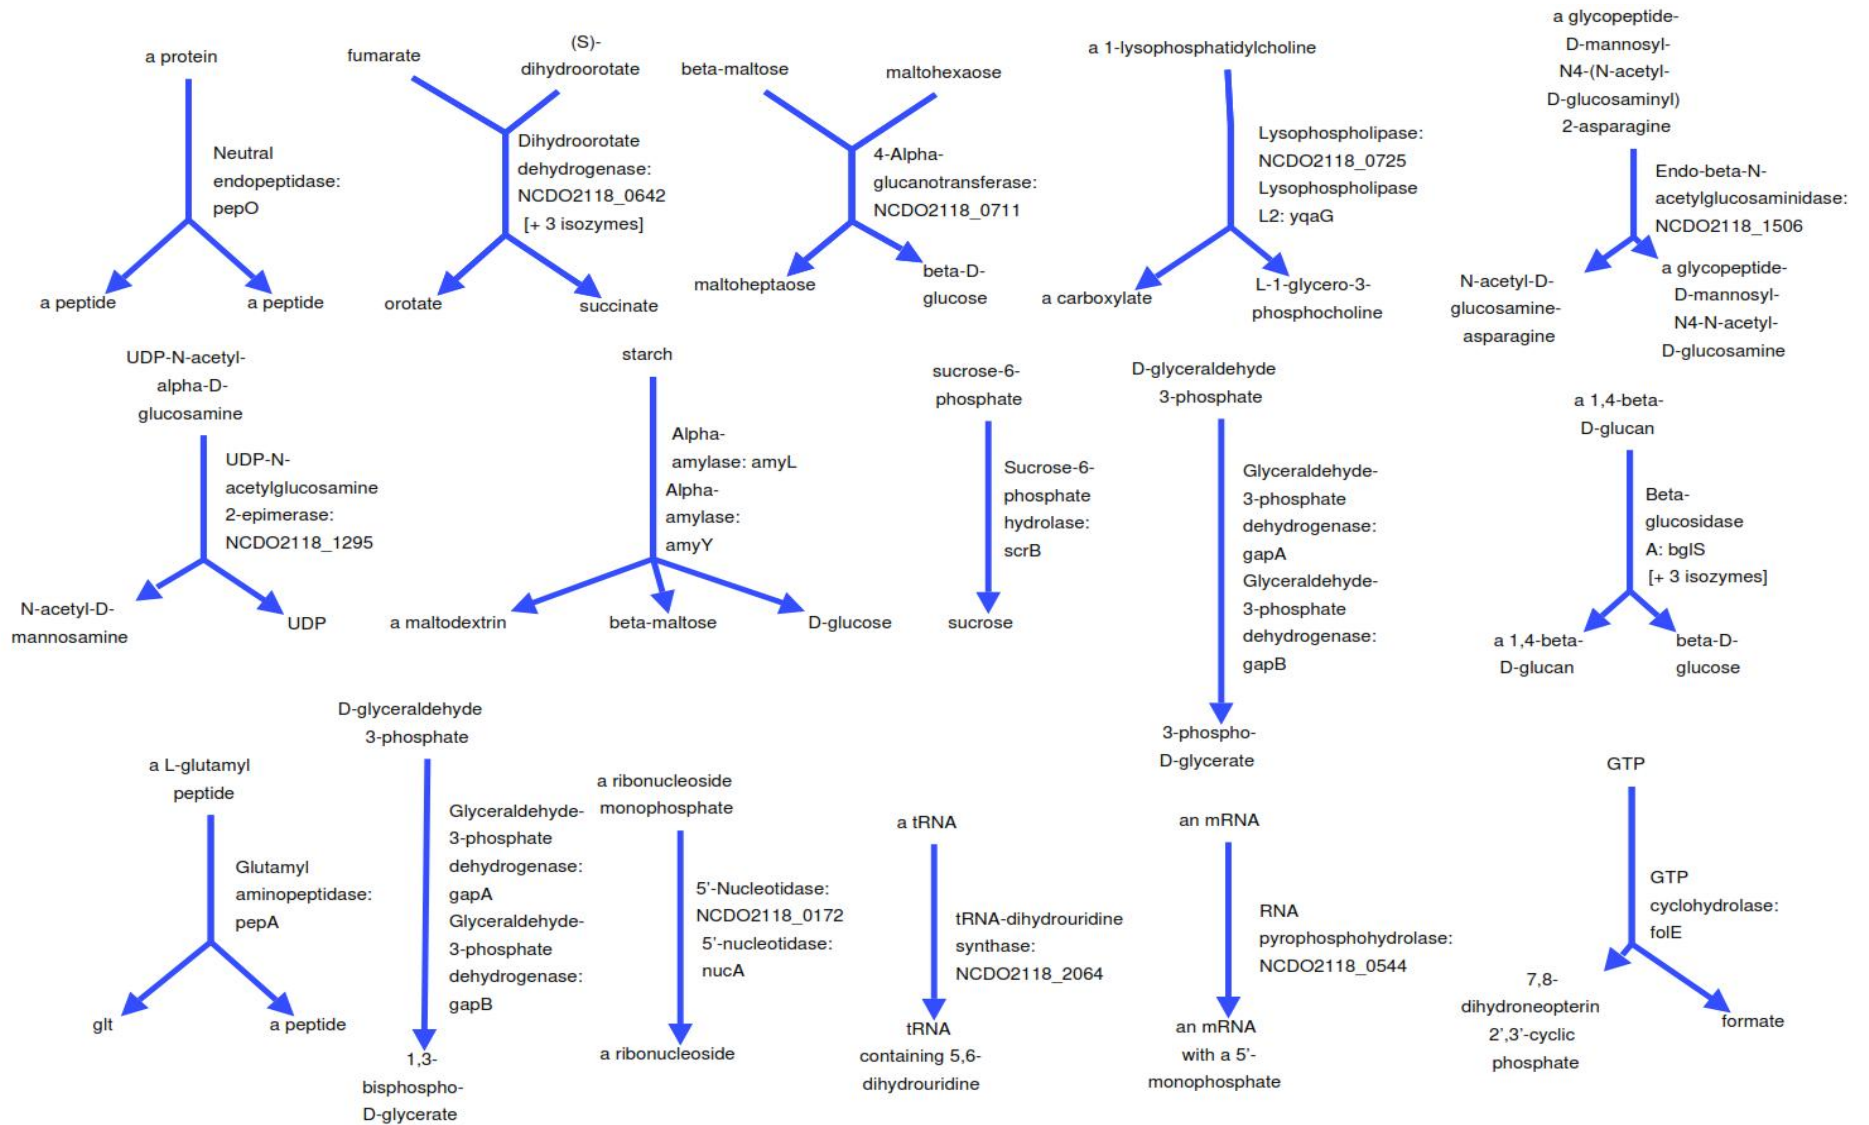 a protein
Neutral
endopeptidase:
pepO
a peptide
a peptide
fumarate
(S)-
dihydroorotate
Dihydroorotate
dehydrogenase:
NCDO2118_0642
[+ 3 isozymes]
orotate
succinate
beta-maltose
maltohexaose
4-Alpha-
glucanotransferase:
NCDO2118_0711
maltoheptaose
beta-D-
glucose
a 1-lysophosphatidylcholine
Lysophospholipase:
NCDO2118_0725
Lysophospholipase
L2: yqaG
a carboxylate
L-1-glycero-3-
phosphocholine
a glycopeptide-
D-mannosyl-
N4-(N-acetyl-
D-glucosaminyl)
2-asparagine
Endo-beta-N-
acetylglucosaminidase:
NCDO2118_1506
N-acetyl-D-
glucosamine-
asparagine
a glycopeptide-
D-mannosyl-
N4-N-acetyl-
D-glucosamine
UDP-N-acetyl-
alpha-D-
glucosamine
UDP-N-
acetylglucosamine
2-epimerase:
NCDO2118_1295
N-acetyl-D-
mannosamine
UDP
starch
Alpha-
amylase: amyL
Alpha-
amylase:
amyY
a maltodextrin
beta-maltose
D-glucose
sucrose-6-
phosphate
Sucrose-6-
phosphate
hydrolase:
scrB
sucrose
D-glyceraldehyde
3-phosphate
Glyceraldehyde-
3-phosphate
dehydrogenase:
gapA
Glyceraldehyde-
3-phosphate
dehydrogenase:
gapB
3-phospho-
D-glycerate
a 1,4-beta-
D-glucan
Beta-
glucosidase
A: bglS
[+ 3 isozymes]
a 1,4-beta-
D-glucan
beta-D-
glucose
a L-glutamyl
peptide
Glutamyl
aminopeptidase:
pepA
glt
a peptide
D-glyceraldehyde
3-phosphate
Glyceraldehyde-
3-phosphate
dehydrogenase:
gapA
Glyceraldehyde-
3-phosphate
dehydrogenase:
gapB
1,3-
bisphospho-
D-glycerate
a ribonucleoside
monophosphate
5'-Nucleotidase:
NCDO2118_0172
5'-nucleotidase:
nucA
a ribonucleoside
a tRNA
tRNA-dihydrouridine
synthase:
NCDO2118_2064
tRNA
containing 5,6-
dihydrouridine
an mRNA
RNA
pyrophosphohydrolase:
NCDO2118_0544
an mRNA
with a 5'-
monophosphate
GTP
GTP
cyclohydrolase:
folE
7,8-
dihydroneopterin
2',3'-cyclic
phosphate
formate